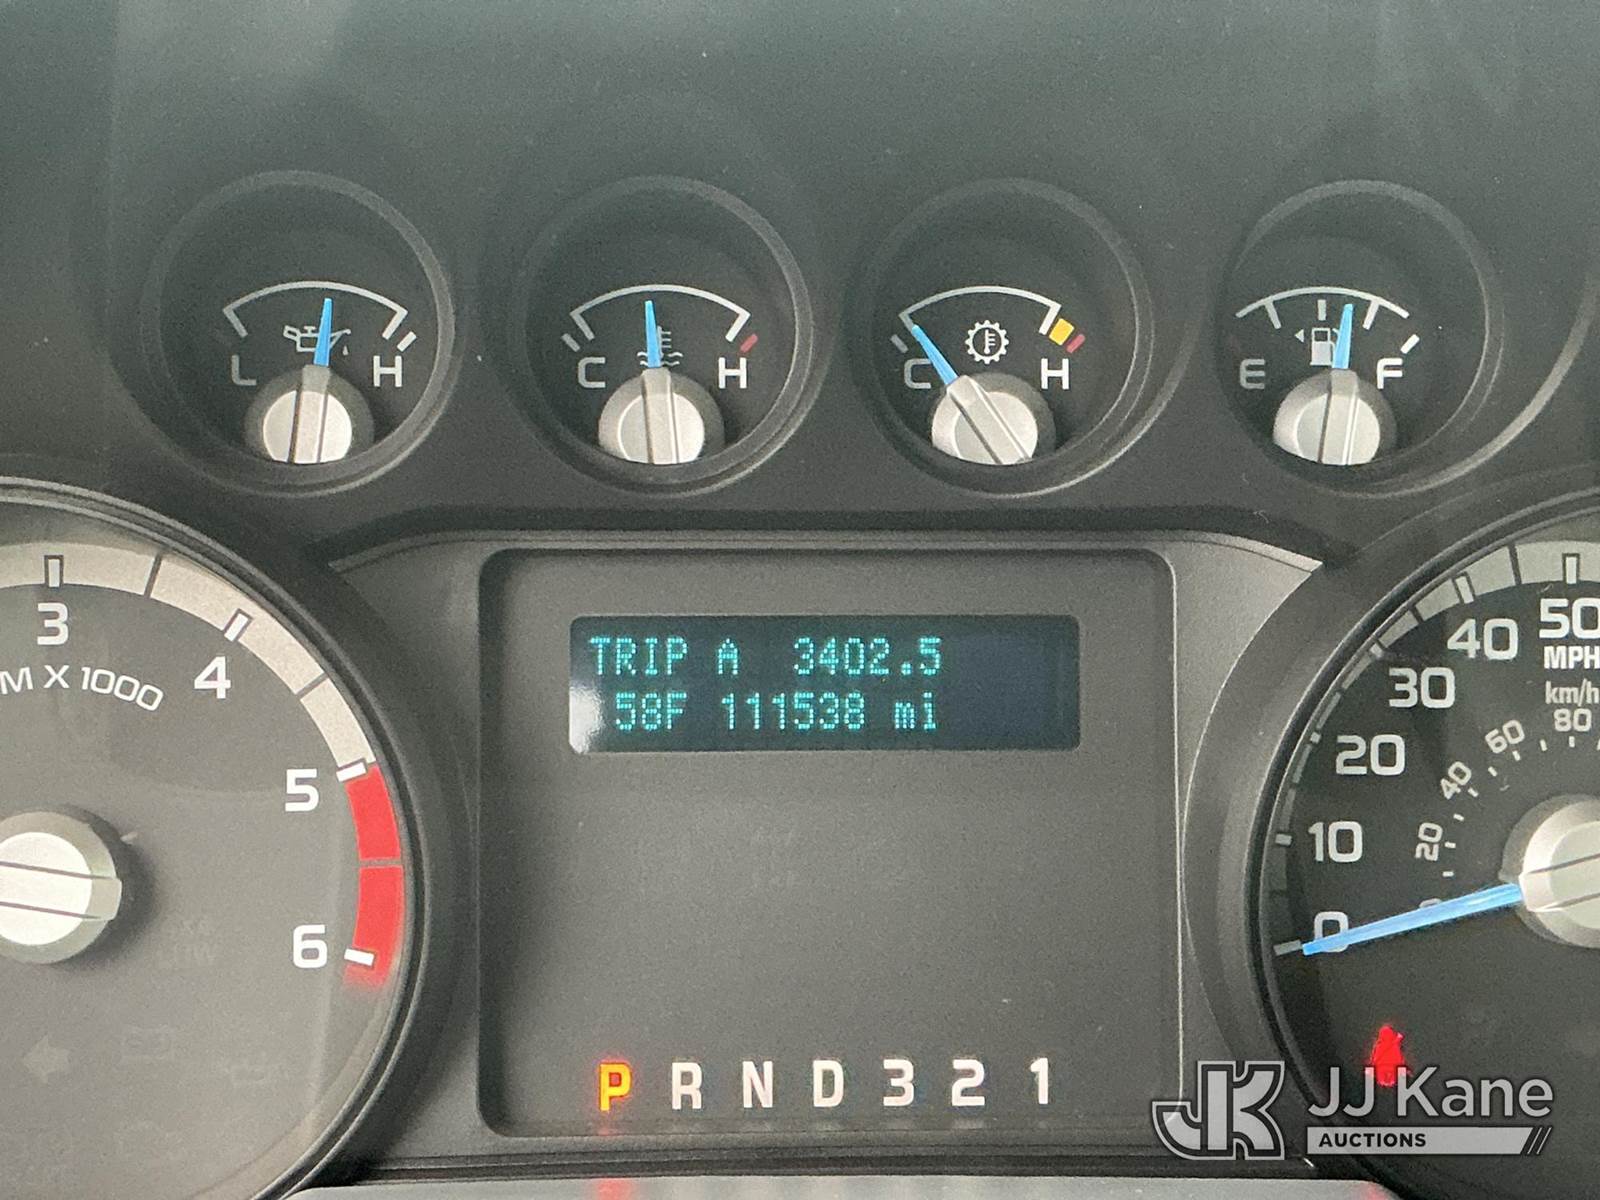 L H
C H
C H
E F
3
4
5
6
M X 1000
TRIP A 3402.5
58F 111538 mi
P R N D 3 2 1
50
40
30
20
10
0
MPH
km/h
80
60
40
20
JJ Kane
AUCTIONS